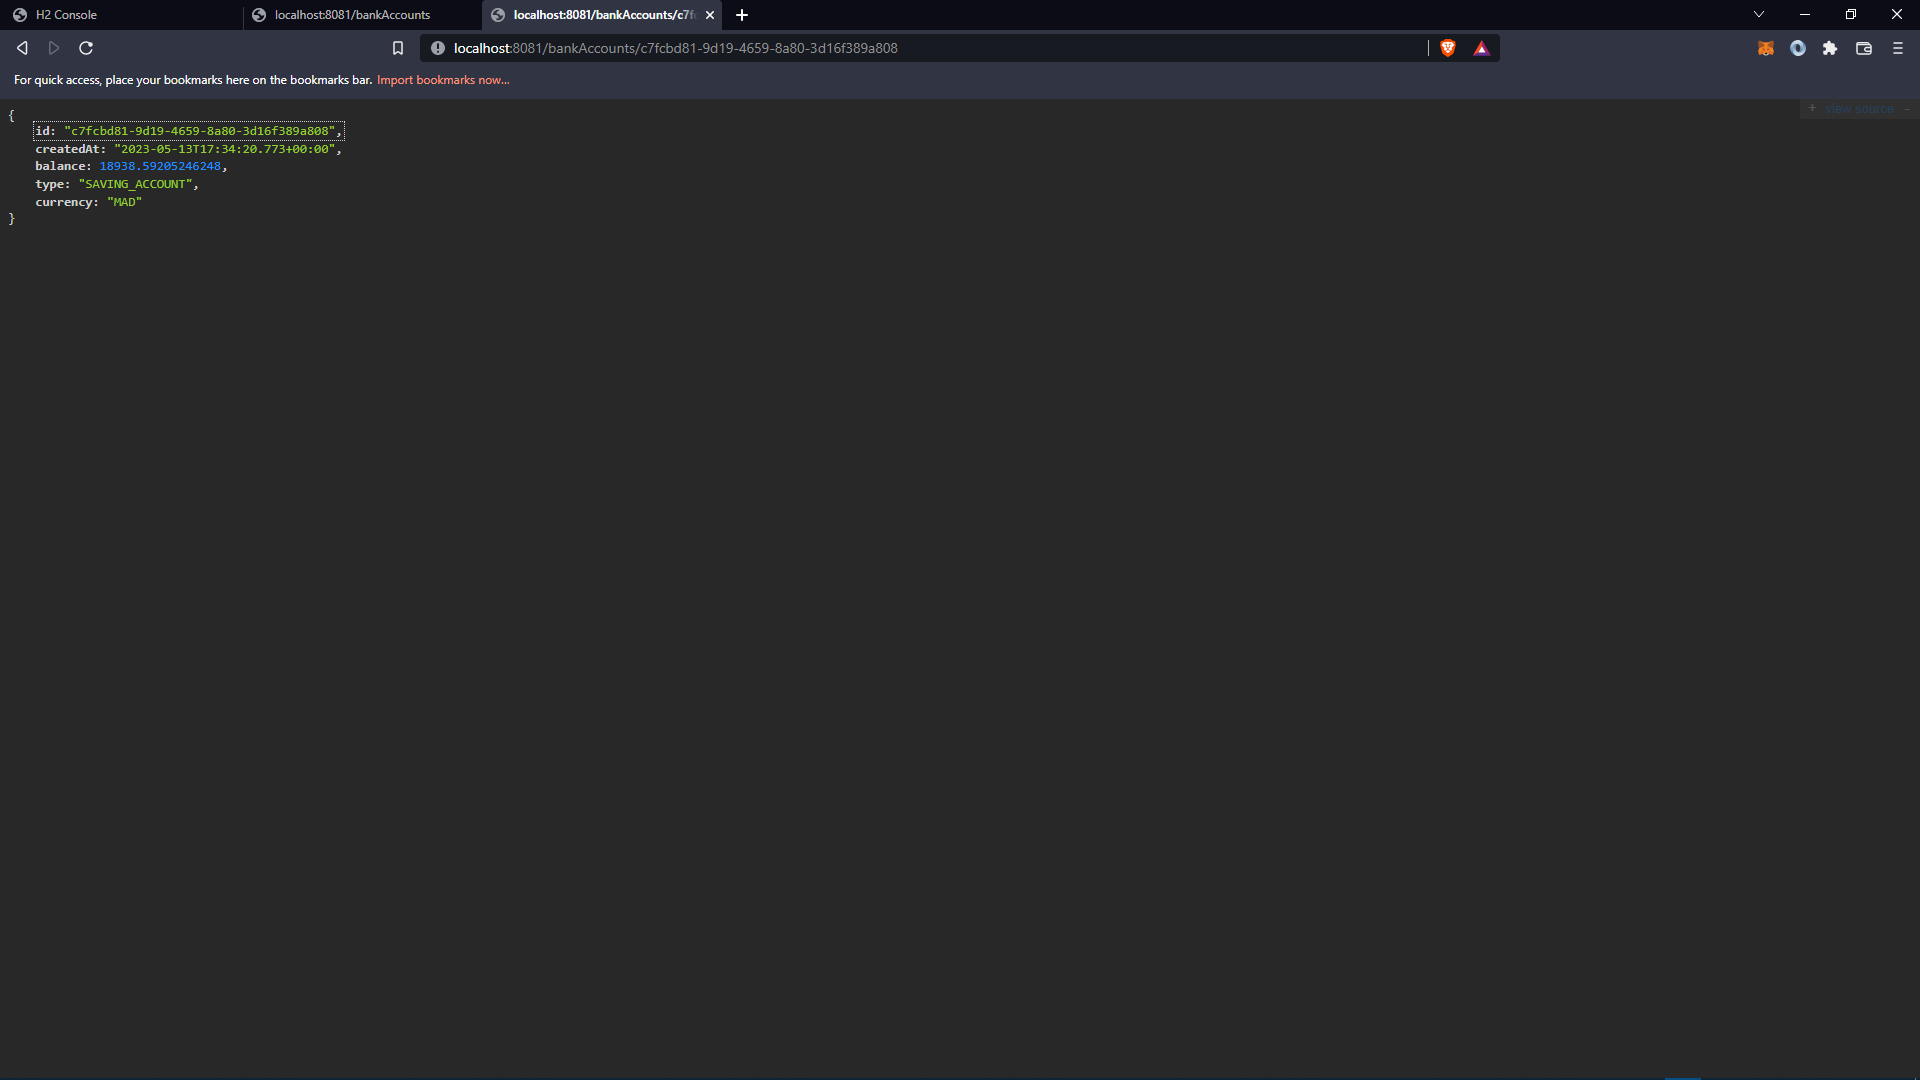 H2 Console
localhost:8081/bankAccounts
localhost:8081/bankAccounts/c7f
localhost:8081/bankAccounts/c7fcbd81-9d19-4659-8a80-3d16f389a808
For quick access, place your bookmarks here on the bookmarks bar. Import bookmarks now...
+ view source -
{
id: "c7fcbd81-9d19-4659-8a80-3d16f389a808",
createdAt: "2023-05-13T17:34:20.773+00:00",
balance: 18938.59205246248,
type: "SAVING_ACCOUNT",
currency: "MAD"
}